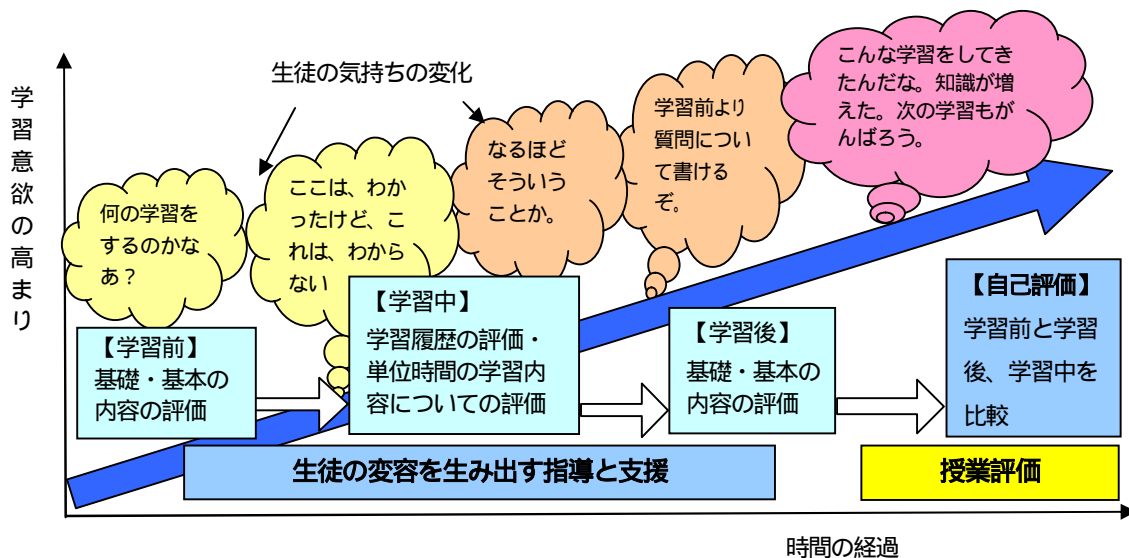 学習意欲の高まり
生徒の気持ちの変化
何の学習を
するのかな
あ？
ここは、わか
ったけど、こ
れは、わから
ない
なるほど
そういう
ことか。
学習前より
質問につい
て書ける
ぞ。
こんな学習をしてき
たんだな。知識が増
えた。次の学習もが
んばろう。
【学習前】
基礎・基本の
内容の評価
【学習中】
学習履歴の評価・
単位時間の学習内
容についての評価
【学習後】
基礎・基本の
内容の評価
【自己評価】
学習前と学習
後、学習中を
比較
生徒の変容を生み出す指導と支援
授業評価
時間の経過